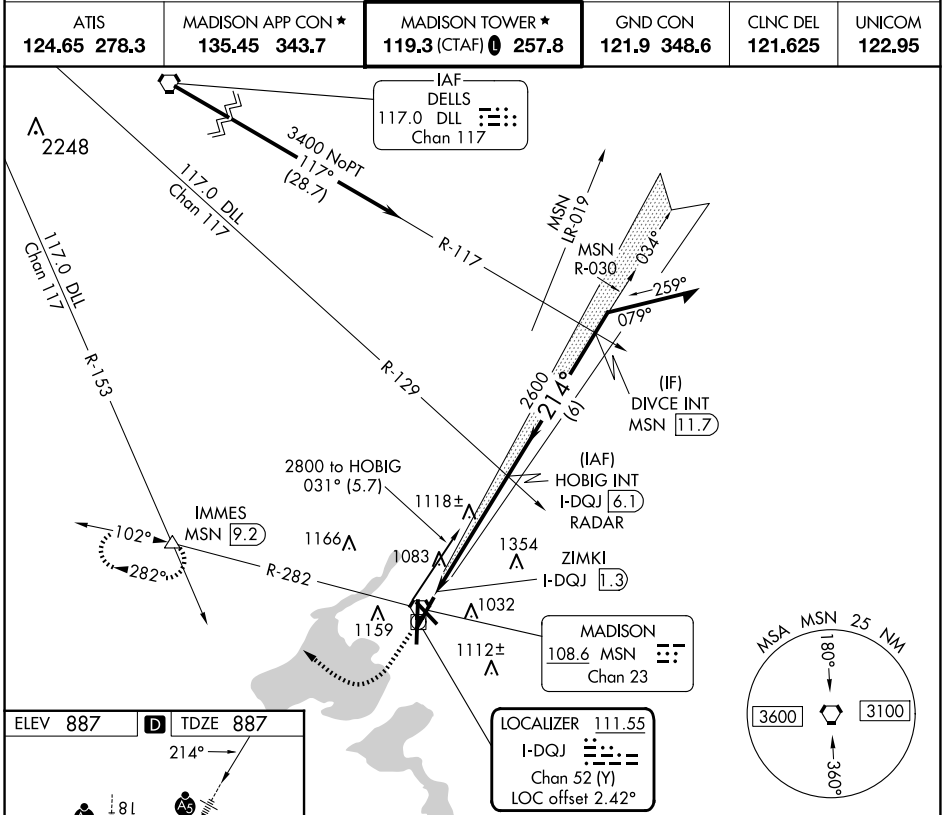 ATIS
124.65 278.3
MADISON APP CON ★
135.45 343.7
MADISON TOWER ★
119.3 (CTAF) L 257.8
GND CON
121.9 348.6
CLNC DEL
121.625
UNICOM
122.95
IAF
DELLS
117.0 DLL
Chan 117
2248
3400 NoPT
117°
(28.7)
117.0 DLL
Chan 117
117.0 DLL
Chan 117
R-117
MSN
LR-019
MSN
R-030
034°
259°
079°
R-153
R-129
2600
214°
(6)
(IF)
DIVCE INT
MSN 11.7
2800 to HOBIG
031° (5.7)
(IAF)
HOBIG INT
I-DQJ 6.1
RADAR
1118±
IMMES
MSN 9.2
102°
282°
1166
1083
1354
ZIMKI
I-DQJ 1.3
R-282
1159
1032
1112±
MADISON
108.6 MSN
Chan 23
MSA MSN 25 NM
180°
3600
3100
360°
LOCALIZER 111.55
I-DQJ
Chan 52 (Y)
LOC offset 2.42°
ELEV 887
D
TDZE 887
214°
18L
A5